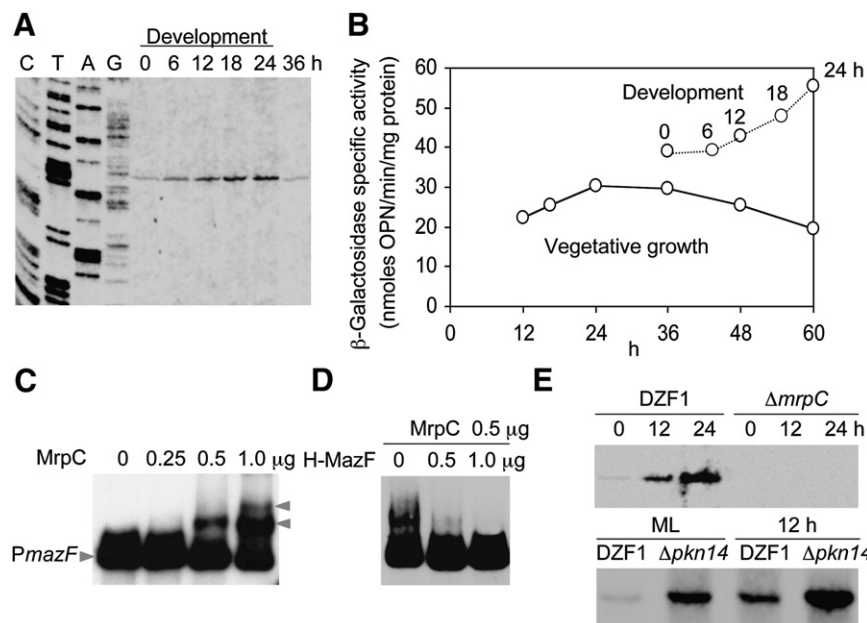 A
Development
C T A G 0 6 12 18 24 36 h
B
β-Galactosidase specific activity
(nmoles OPN/min/mg protein)
60
50
40
30
20
10
0
24 h
Development
18
12
0 6
Vegetative growth
0 12 24 36 48 60
h
C
MrpC 0 0.25 0.5 1.0 μg
PmazF
D
MrpC 0.5 μg
H-MazF 0 0.5 1.0 μg
E
DZF1 ΔmrpC
0 12 24 0 12 24 h
ML 12 h
DZF1 Δpkn14 DZF1 Δpkn14